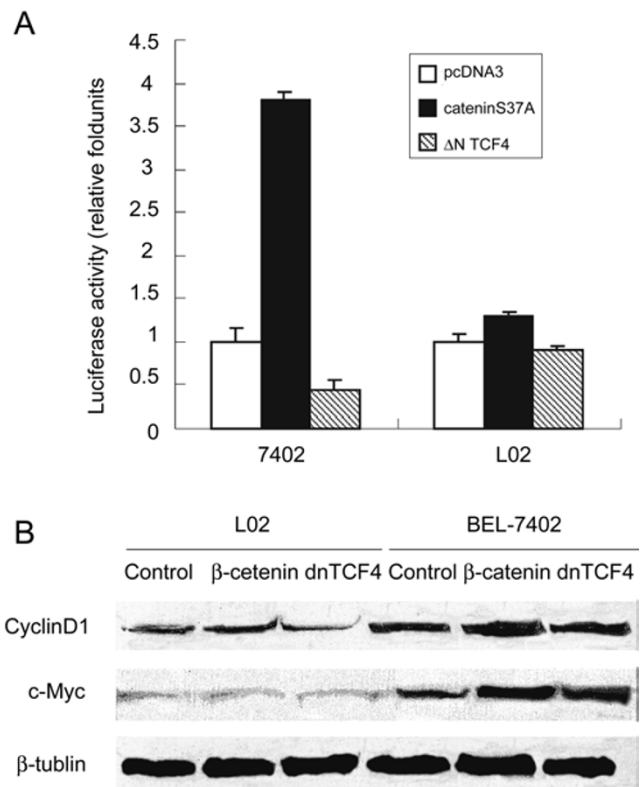 A
Luciferase activity (relative foldunits)
4.5
4
3.5
3
2.5
2
1.5
1
0.5
0
pcDNA3
cateninS37A
ΔN TCF4
7402
L02
B
L02
BEL-7402
Control β-cetenin dnTCF4 Control β-catenin dnTCF4
CyclinD1
c-Myc
β-tublin